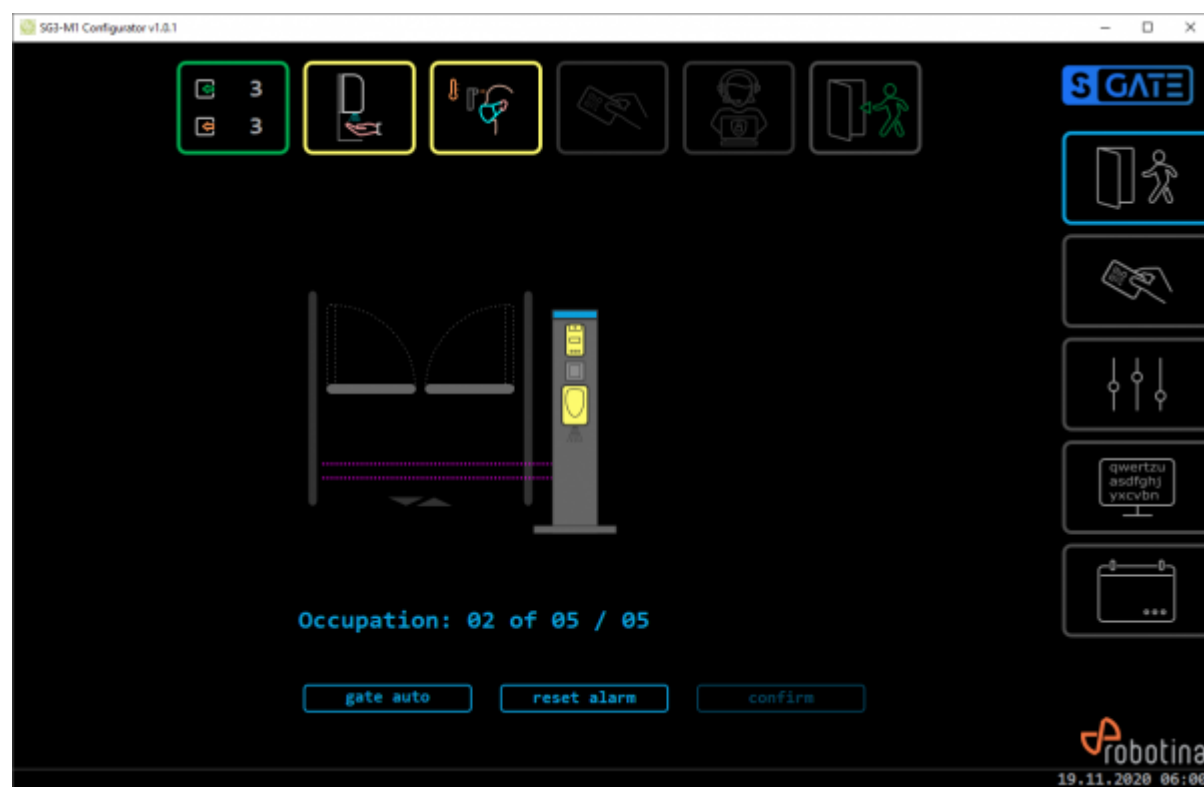 SG3-M1 Configurator v1.0.1
3
3
S GATE
qwertzu
asdfghj
yxcvbn
Occupation: 02 of 05 / 05
gate auto
reset alarm
confirm
robotina
19.11.2020 06:00